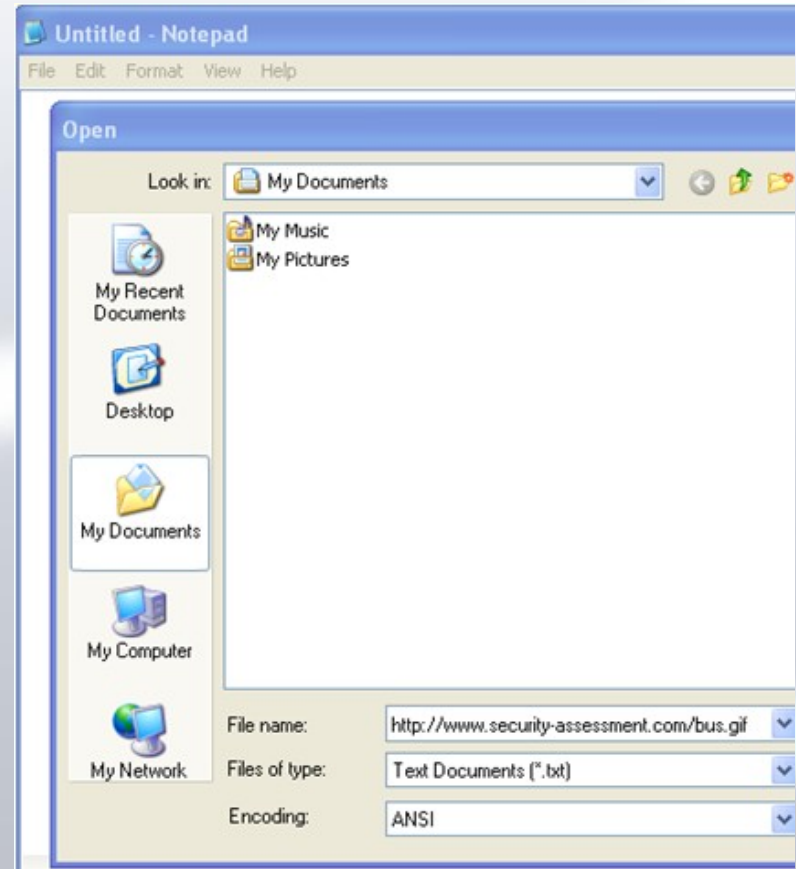 Untitled - Notepad
File Edit Format View Help
Open
Look in: My Documents
My Music
My Pictures
My Recent
Documents
Desktop
My Documents
My Computer
My Network
File name: http://www.security-assessment.com/bus.gif
Files of type: Text Documents (*.txt)
Encoding: ANSI